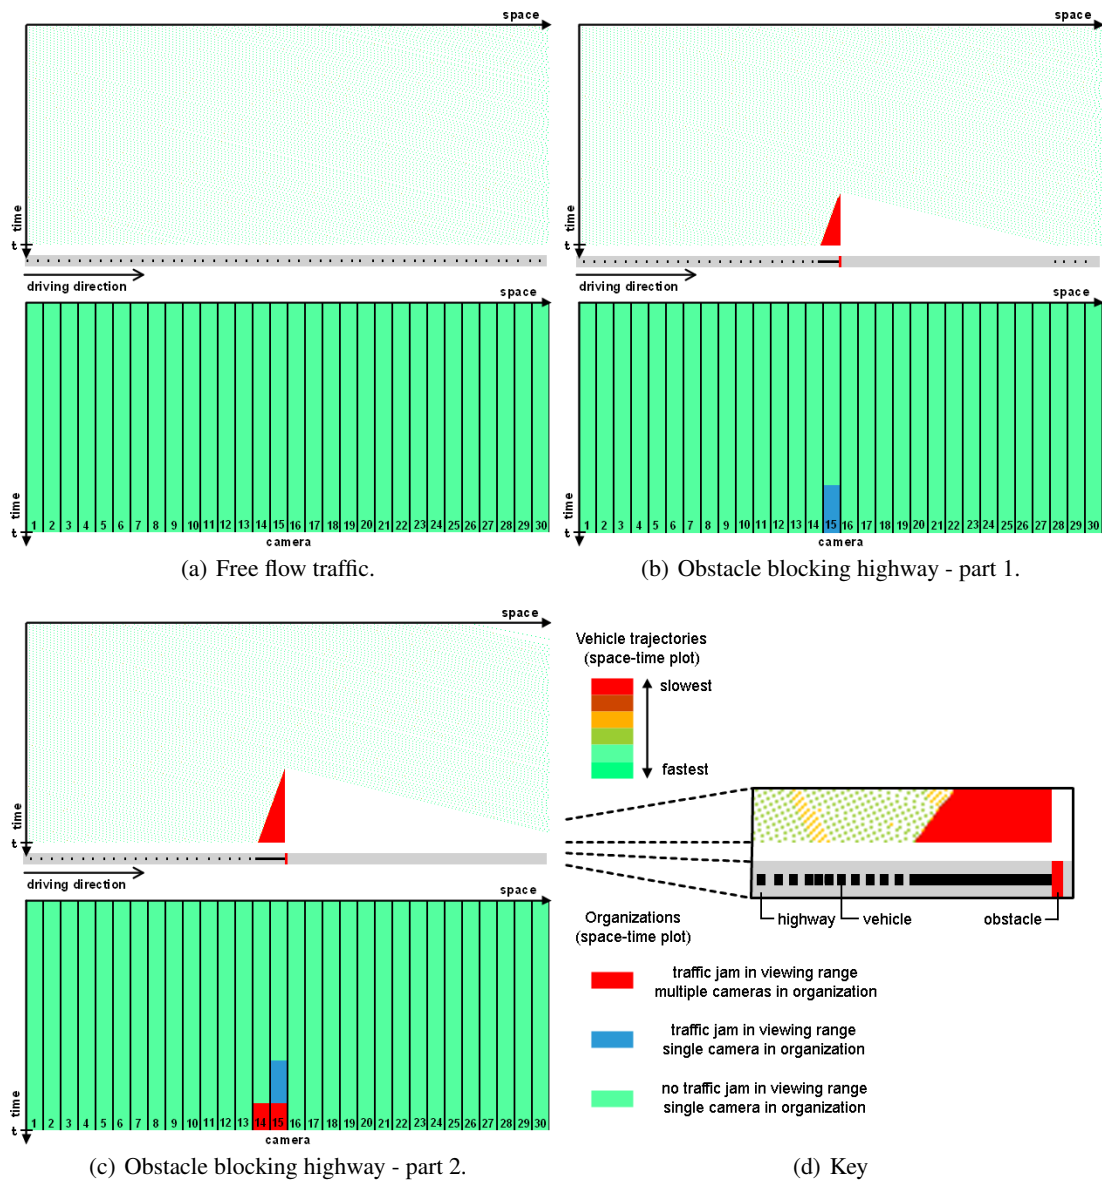 space
time
t
driving direction
space
time
t
1 2 3 4 5 6 7 8 9 10 11 12 13 14 15 16 17 18 19 20 21 22 23 24 25 26 27 28 29 30
camera
(a) Free flow traffic.
space
time
t
driving direction
space
time
t
1 2 3 4 5 6 7 8 9 10 11 12 13 14 15 16 17 18 19 20 21 22 23 24 25 26 27 28 29 30
camera
(b) Obstacle blocking highway - part 1.
space
time
t
driving direction
space
time
t
1 2 3 4 5 6 7 8 9 10 11 12 13 14 15 16 17 18 19 20 21 22 23 24 25 26 27 28 29 30
camera
(c) Obstacle blocking highway - part 2.
Vehicle trajectories
(space-time plot)
slowest
fastest
highway
vehicle
obstacle
Organizations
(space-time plot)
traffic jam in viewing range
multiple cameras in organization
traffic jam in viewing range
single camera in organization
no traffic jam in viewing range
single camera in organization
(d) Key